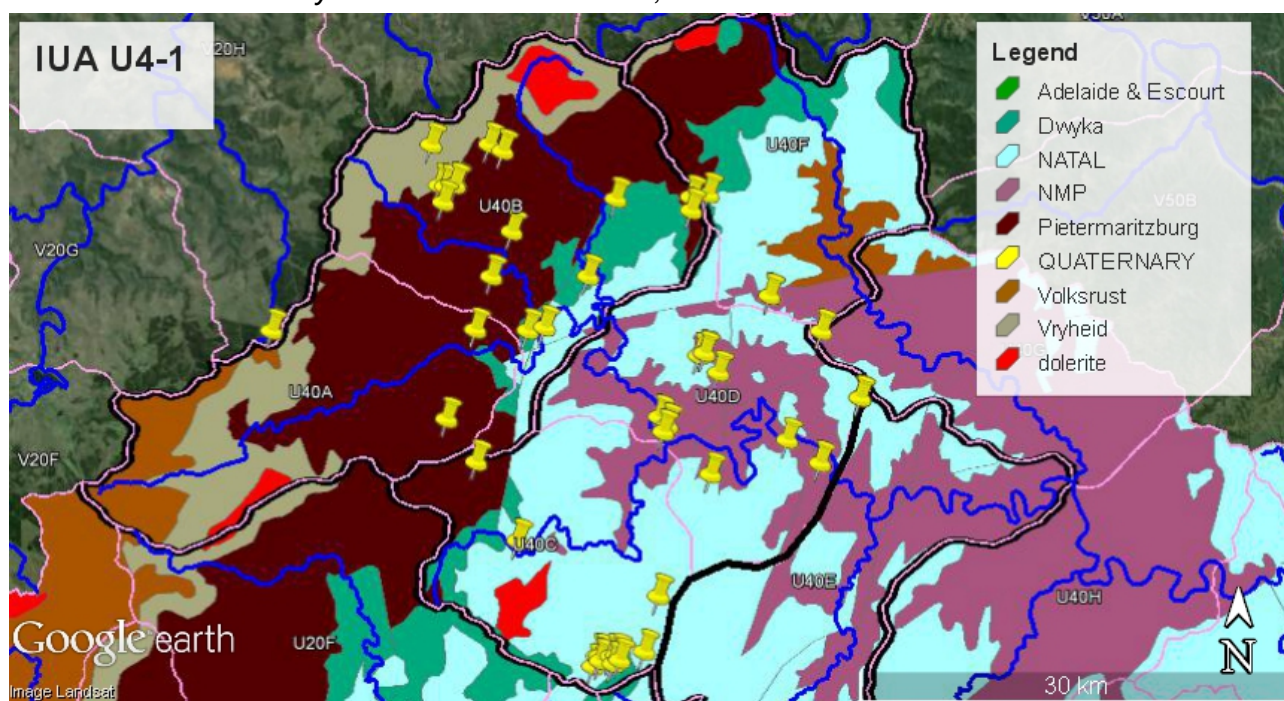 IUA U4-1
V20H
V20G
V20F
U40A
U40B
U40F
V50B
U40D
U40C
U40E
U40H
U20F
Legend
Adelaide & Escourt
Dwyka
NATAL
NMP
Pietermaritzburg
QUATERNARY
Volksrust
Vryheid
dolerite
Google earth
Image Landsat
N
30 km